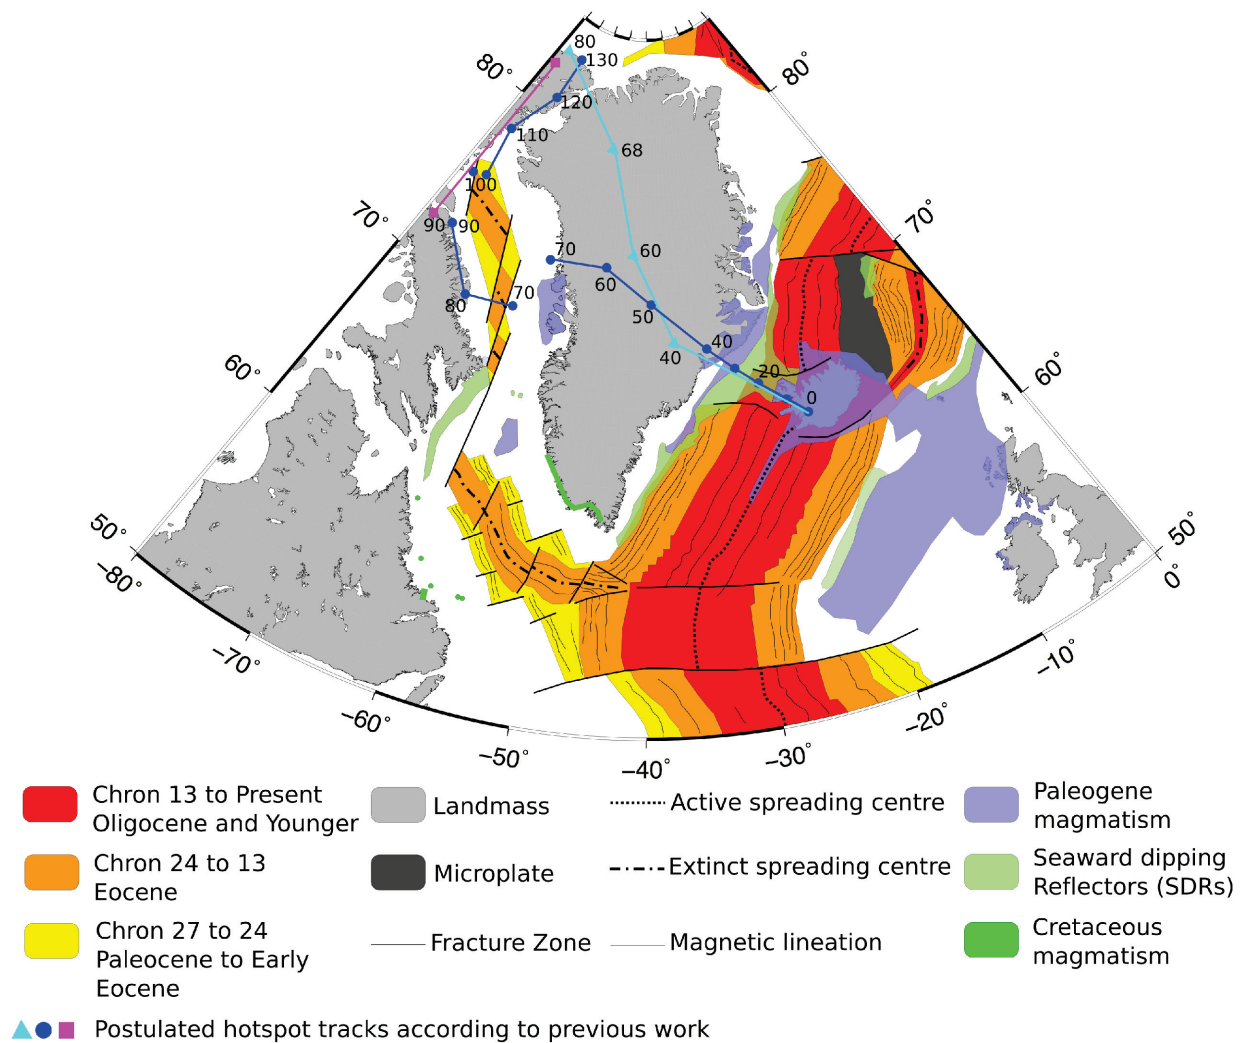 80
130
80°
80°
120
110
68
100
70°
90
90
70°
70
60
60
80
70
50
40
40
20
0
60°
60°
50°
−80°
50°
0°
−70°
−10°
−60°
−20°
−50°
−30°
−40°
Chron 13 to Present
Oligocene and Younger
Chron 24 to 13
Eocene
Chron 27 to 24
Paleocene to Early
Eocene
Landmass
Microplate
Fracture Zone
Active spreading centre
Extinct spreading centre
Magnetic lineation
Paleogene
magmatism
Seaward dipping
Reflectors (SDRs)
Cretaceous
magmatism
Postulated hotspot tracks according to previous work